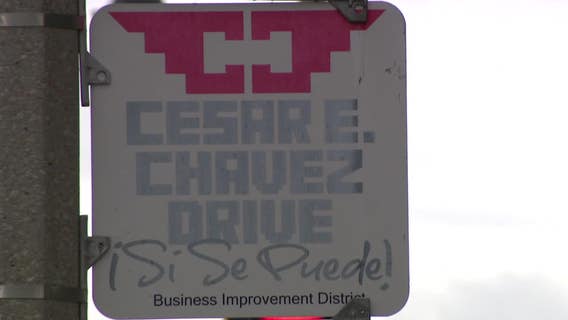 CESAR E.
CHAVEZ
DRIVE
¡Si Se Puede!
Business Improvement District